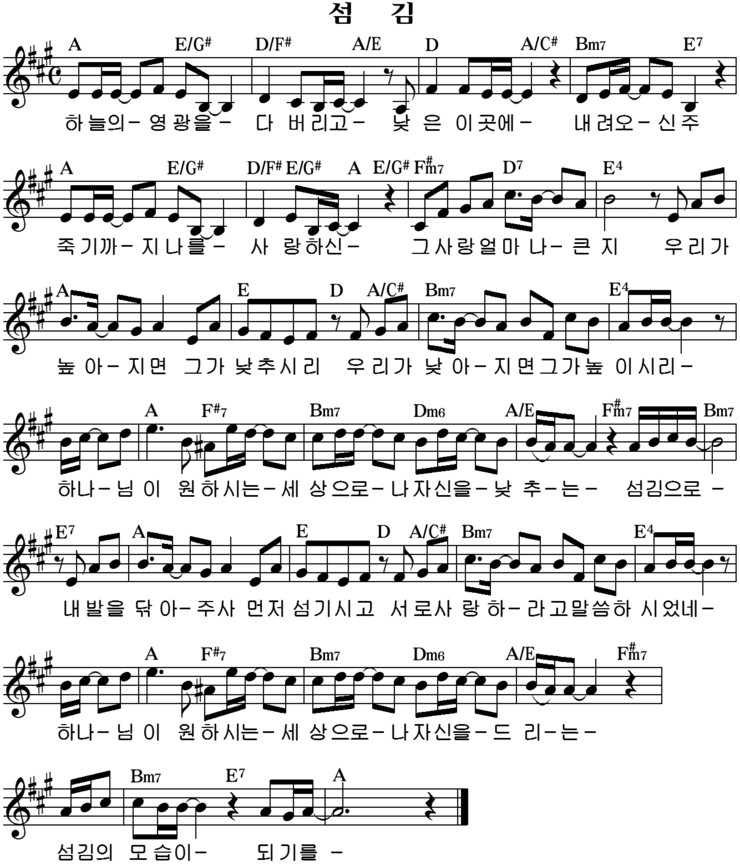 섬 김
A E/G# D/F# A/E D A/C# Bm7 E7
하늘의- 영광을- 다 버리고- 낮 은 이곳에- 내려오-신주
A E/G# D/F# E/G# A E/G# F#m7 D7 E4
죽기까-지나를- 사 랑하신- 그사랑얼마나-큰지 우리가
A E D A/C# Bm7 E4
높 아-지면 그가 낮추시리 우리가 낮 아-지면그가높 이시리-
A F#7 Bm7 Dm6 A/E F#m7 Bm7
하나-님 이 원하시는-세 상으로-나자신을-낮 추-는- 섬김으로-
E7 A E D A/C# Bm7 E4
내발을 닦 아-주사 먼저 섬기시고 서로사 랑 하-라고말씀하 시었네-
A F#7 Bm7 Dm6 A/E F#m7
하나-님 이 원하시는-세 상으로-나자신을-드 리-는-
Bm7 E7 A
섬김의 모 습이- 되기를-